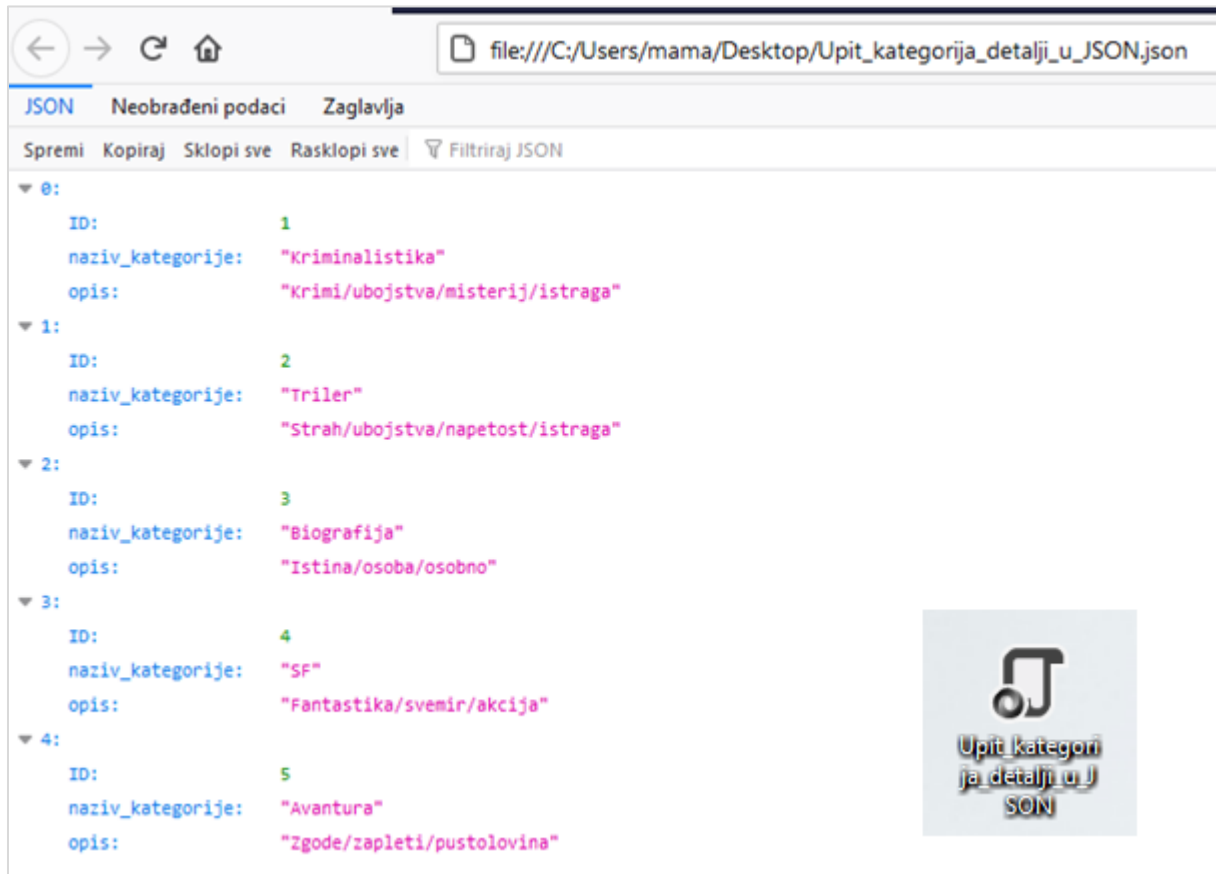 file:///C:/Users/mama/Desktop/Upit_kategorija_detalji_u_JSON.json
JSON Neobrađeni podaci Zaglavlja
Spremi Kopiraj Sklopi sve Rasklopi sve Filtriraj JSON
0:
ID: 1
naziv_kategorije: "Kriminalistika"
opis: "Krimi/ubojstva/misterij/istraga"
1:
ID: 2
naziv_kategorije: "Triler"
opis: "Strah/ubojstva/napetost/istraga"
2:
ID: 3
naziv_kategorije: "Biografija"
opis: "Istina/osoba/osobno"
3:
ID: 4
naziv_kategorije: "SF"
opis: "Fantastika/svemir/akcija"
4:
ID: 5
naziv_kategorije: "Avantura"
opis: "Zgode/zapleti/pustolovina"
Upit_kategori
ja_detalji_u_J
SON